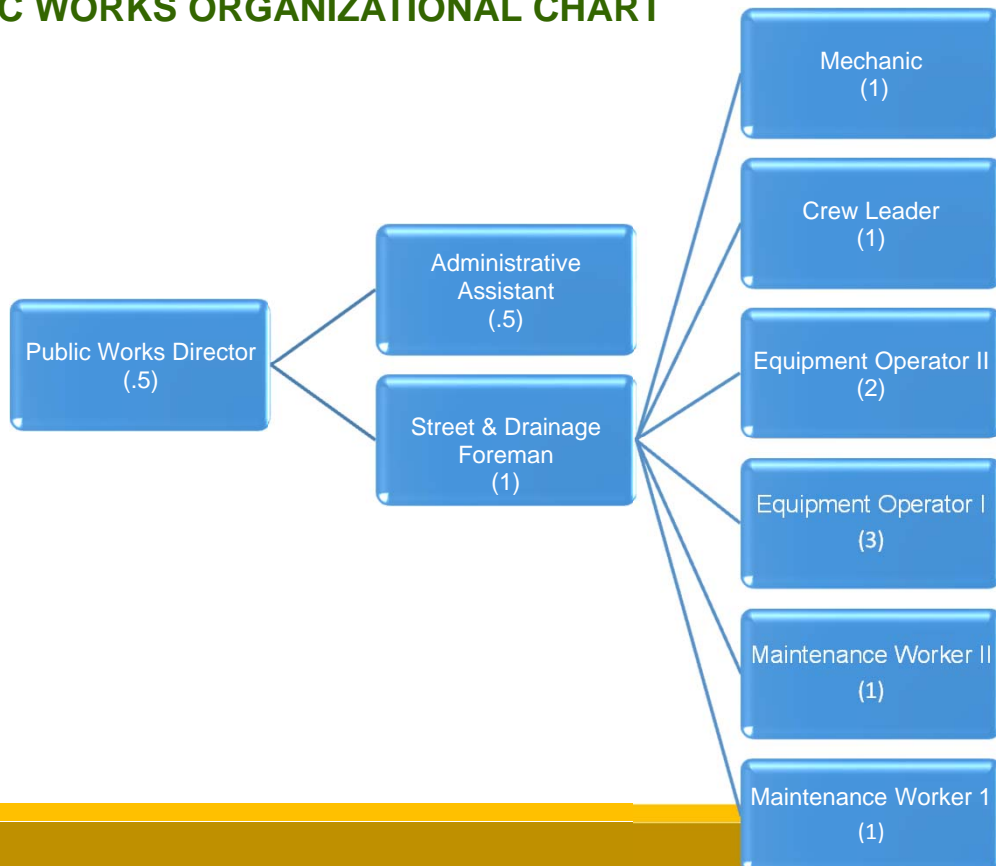 C WORKS ORGANIZATIONAL CHART
Public Works Director
(.5)
Administrative
Assistant
(.5)
Street & Drainage
Foreman
(1)
Mechanic
(1)
Crew Leader
(1)
Equipment Operator II
(2)
Equipment Operator I
(3)
Maintenance Worker II
(1)
Maintenance Worker 1
(1)